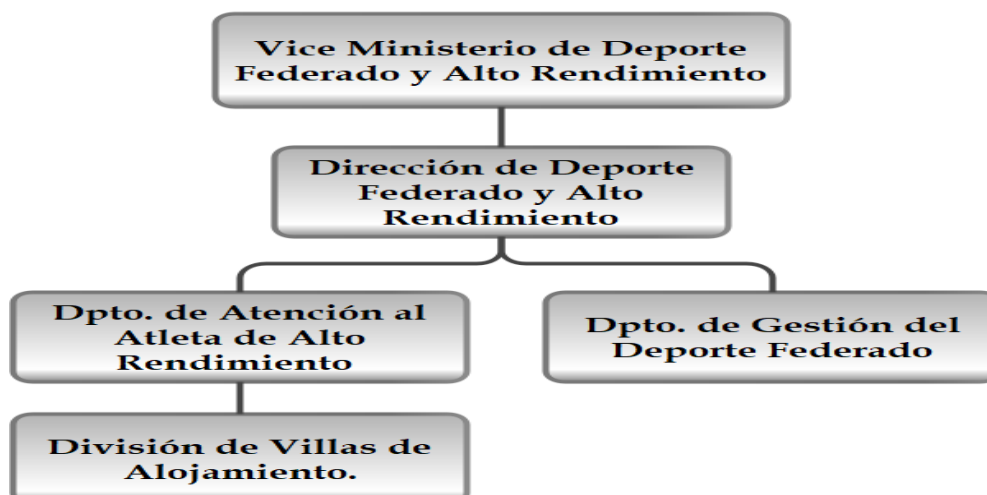 Vice Ministerio de Deporte
Federado y Alto Rendimiento
Dirección de Deporte
Federado y Alto
Rendimiento
Dpto. de Atención al
Atleta de Alto
Rendimiento
Dpto. de Gestión del
Deporte Federado
División de Villas de
Alojamiento.